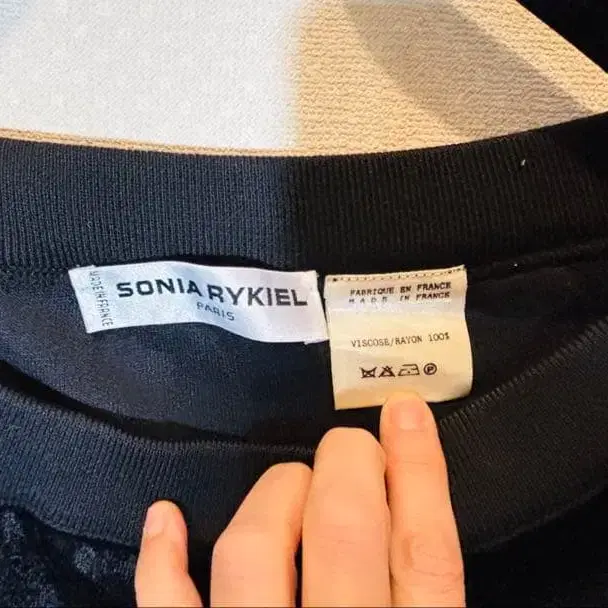 MADE IN FRANCE
SONIA RYKIEL
PARIS
FABRIQUE EN FRANCE
MADE IN FRANCE
VISCOSE/RAYON 100%
P